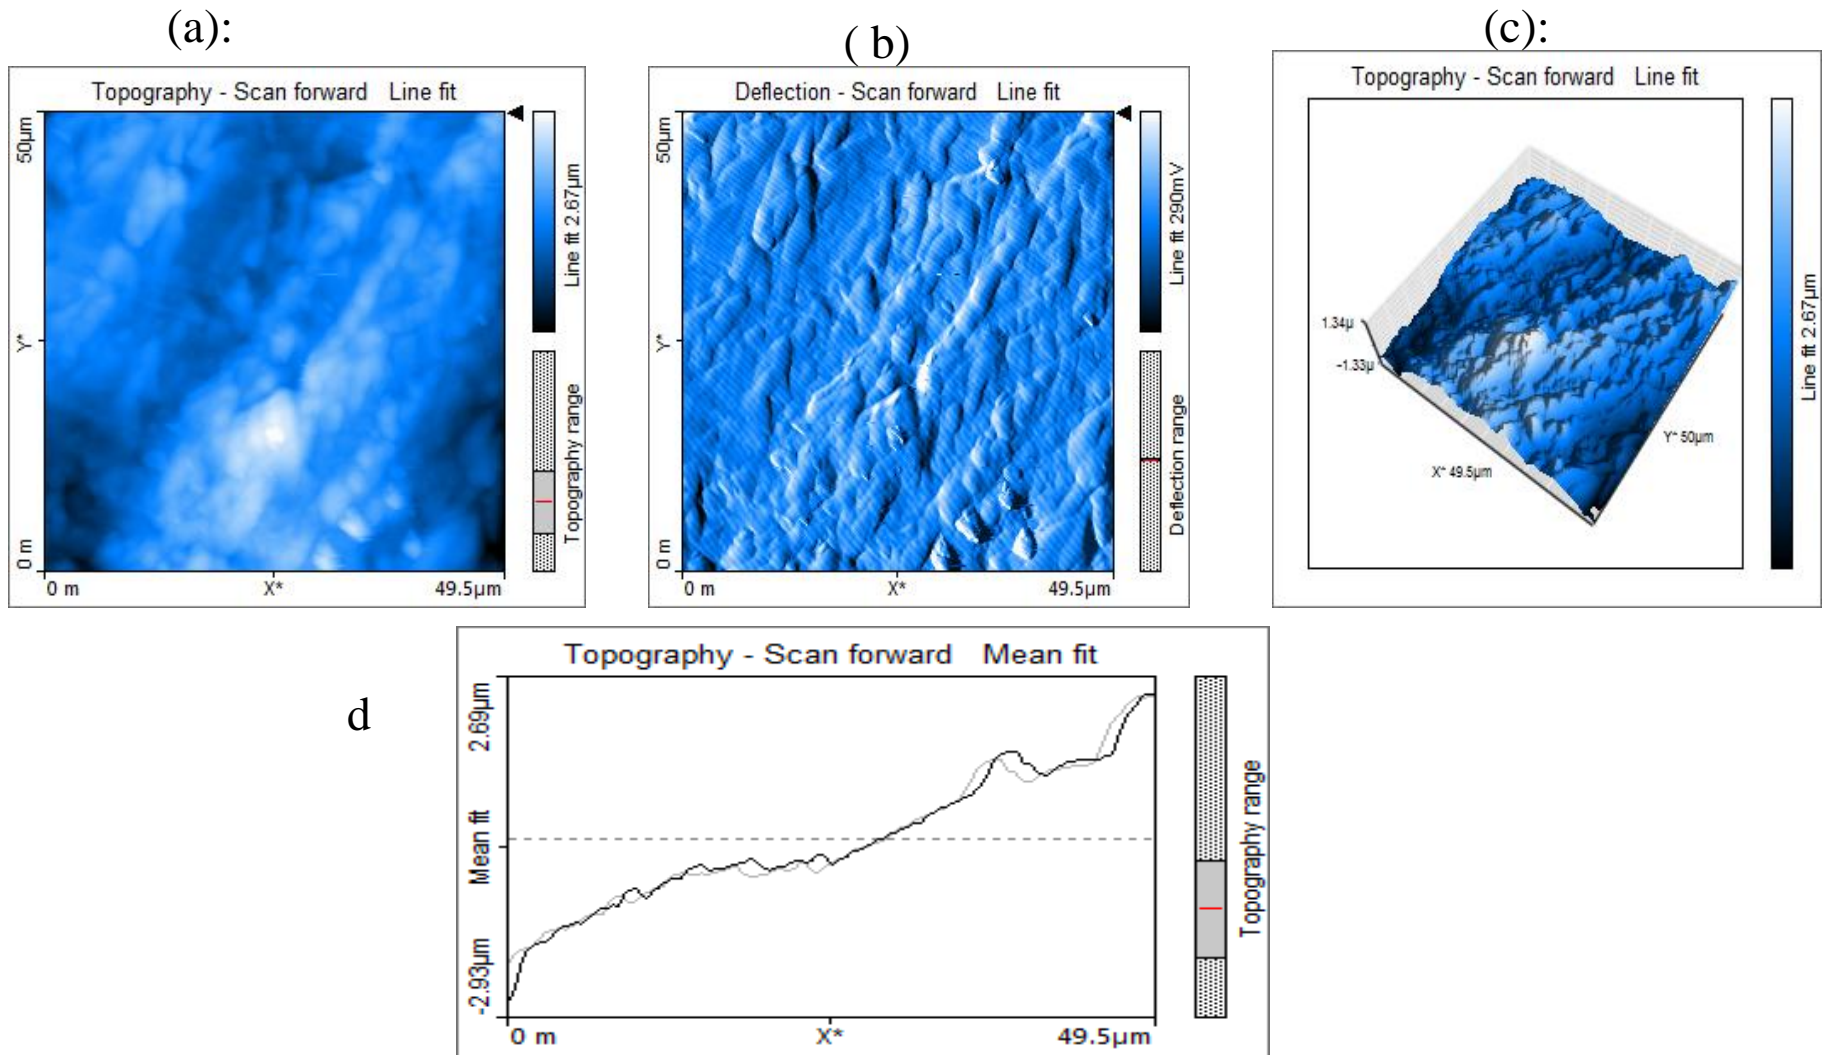 (a):
( b)
(c):
Topography - Scan forward Line fit
50µm
Y*
0 m
0 m
X*
49.5µm
Line fit 2.67µm
Topography range
Deflection - Scan forward Line fit
50µm
Y*
0 m
0 m
X*
49.5µm
Line fit 290mV
Deflection range
Topography - Scan forward Line fit
1.34µ
-1.33µ
X* 49.5µm
Y* 50µm
Line fit 2.67µm
d
Topography - Scan forward Mean fit
2.69µm
Mean fit
-2.93µm
0 m
X*
49.5µm
Topography range